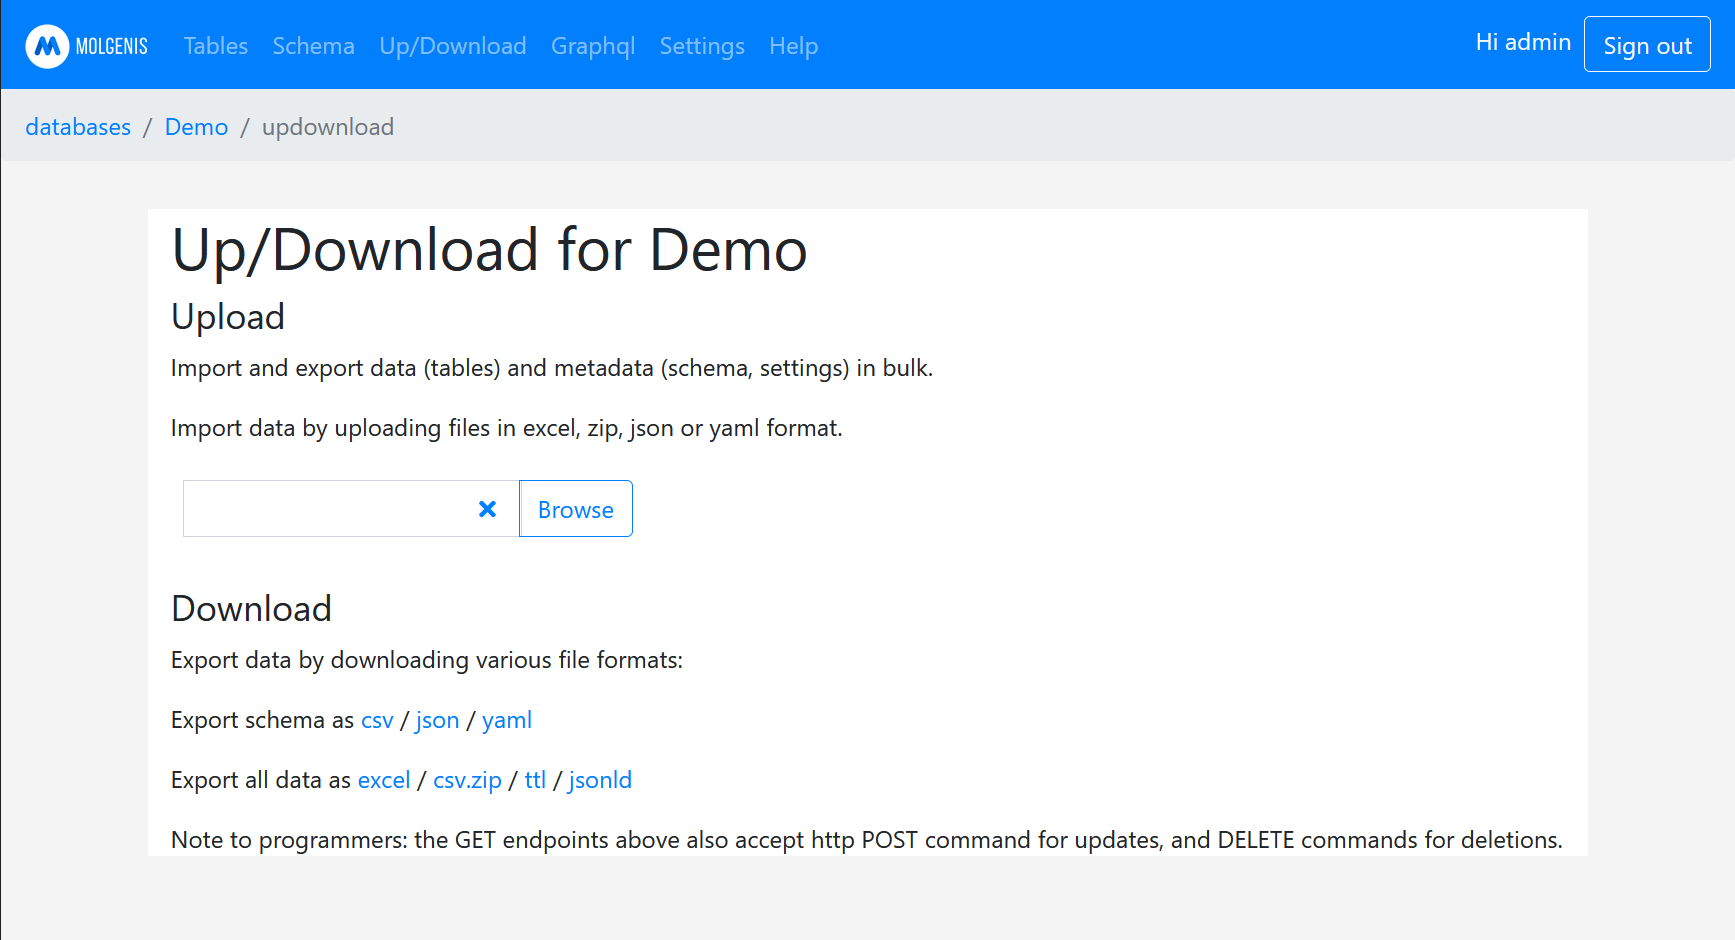 MOLGENIS Tables Schema Up/Download Graphql Settings Help Hi admin Sign out
databases / Demo / updownload
Up/Download for Demo
Upload
Import and export data (tables) and metadata (schema, settings) in bulk.
Import data by uploading files in excel, zip, json or yaml format.
Browse
Download
Export data by downloading various file formats:
Export schema as csv / json / yaml
Export all data as excel / csv.zip / ttl / jsonld
Note to programmers: the GET endpoints above also accept http POST command for updates, and DELETE commands for deletions.